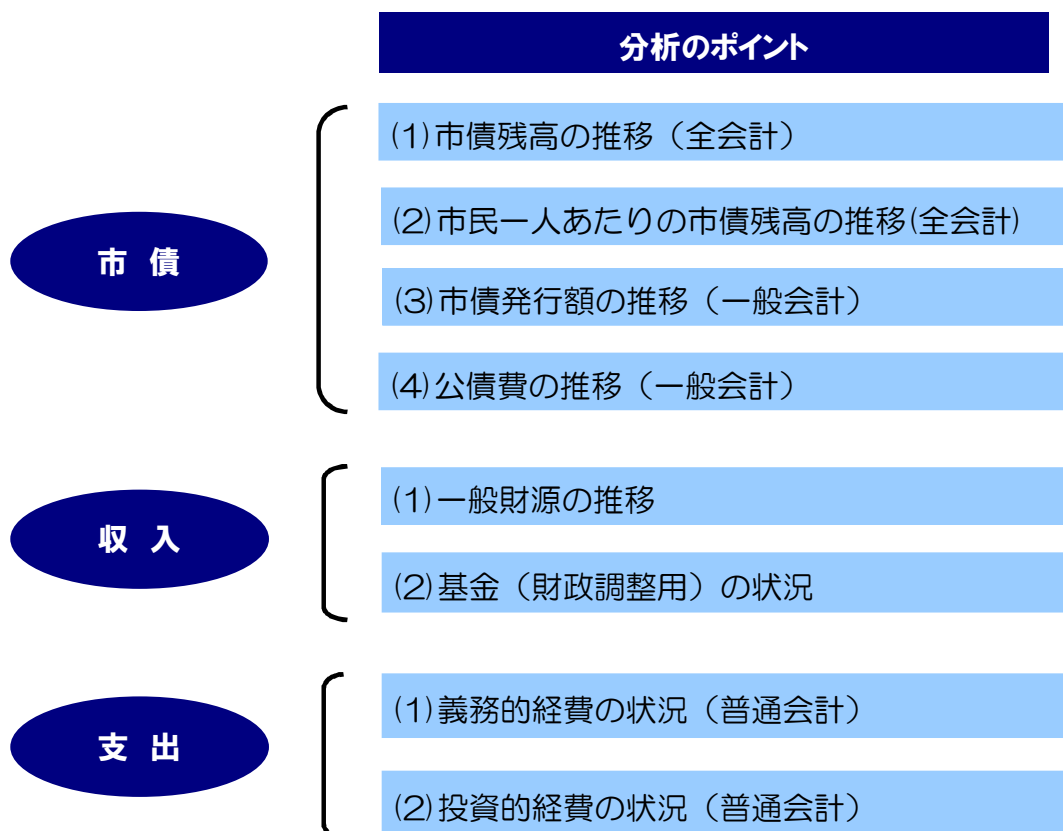 分析のポイント
市 債
(1)市債残高の推移（全会計）
(2)市民一人あたりの市債残高の推移(全会計)
(3)市債発行額の推移（一般会計）
(4)公債費の推移（一般会計）
収 入
(1)一般財源の推移
(2)基金（財政調整用）の状況
支 出
(1)義務的経費の状況（普通会計）
(2)投資的経費の状況（普通会計）